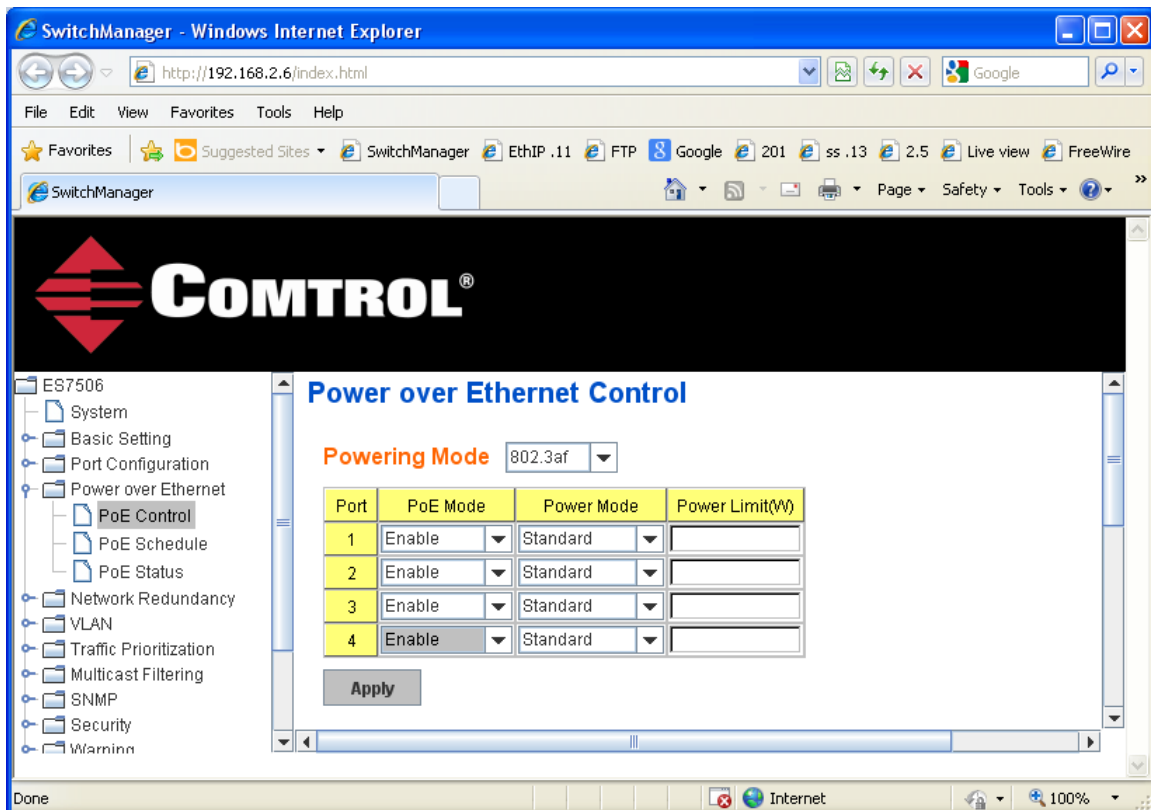 SwitchManager - Windows Internet Explorer
http://192.168.2.6/index.html
Google
File Edit View Favorites Tools Help
Favorites Suggested Sites SwitchManager EthIP .11 FTP Google 201 ss .13 2.5 Live view FreeWire
SwitchManager Page Safety Tools »
COMTROL®
ES7506
System
Basic Setting
Port Configuration
Power over Ethernet
PoE Control
PoE Schedule
PoE Status
Network Redundancy
VLAN
Traffic Prioritization
Multicast Filtering
SNMP
Security
Warning
Power over Ethernet Control
Powering Mode 802.3af
Port PoE Mode Power Mode Power Limit(W)
1 Enable Standard
2 Enable Standard
3 Enable Standard
4 Enable Standard
Apply
Done Internet 100%